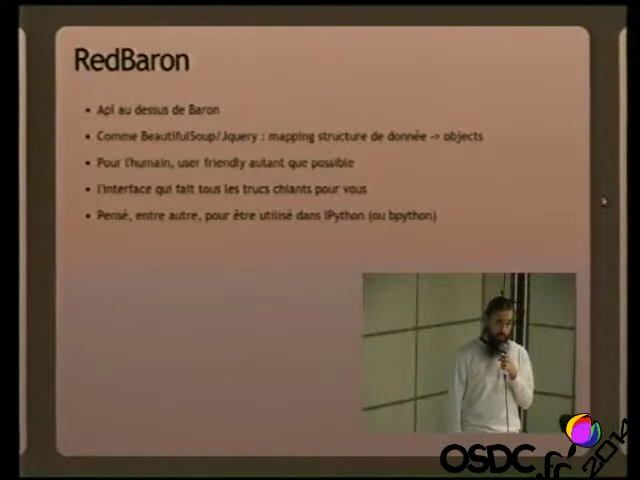 RedBaron
Api au dessus de Baron
Comme BeautifulSoup/Jquery : mapping structure de donnée -> objects
Pour l'humain, user friendly autant que possible
l'interface qui fait tous les trucs chiants pour vous
Pensé, entre autre, pour être utilisé dans IPython (ou bpython)
OSDC.fr 2014